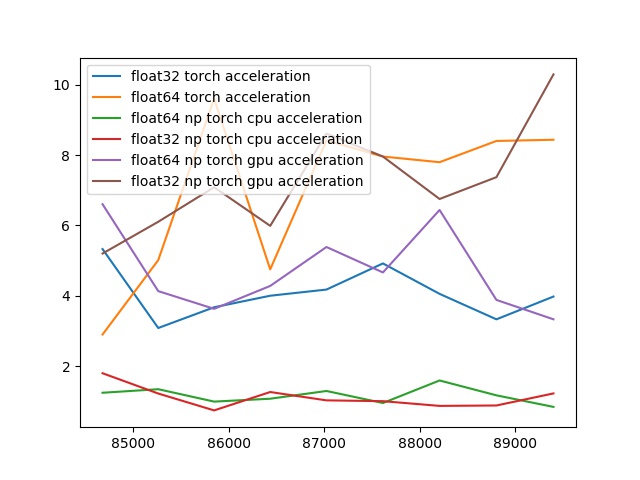 float32 torch acceleration
float64 torch acceleration
float64 np torch cpu acceleration
float32 np torch cpu acceleration
float64 np torch gpu acceleration
float32 np torch gpu acceleration
10
8
6
4
2
85000 86000 87000 88000 89000